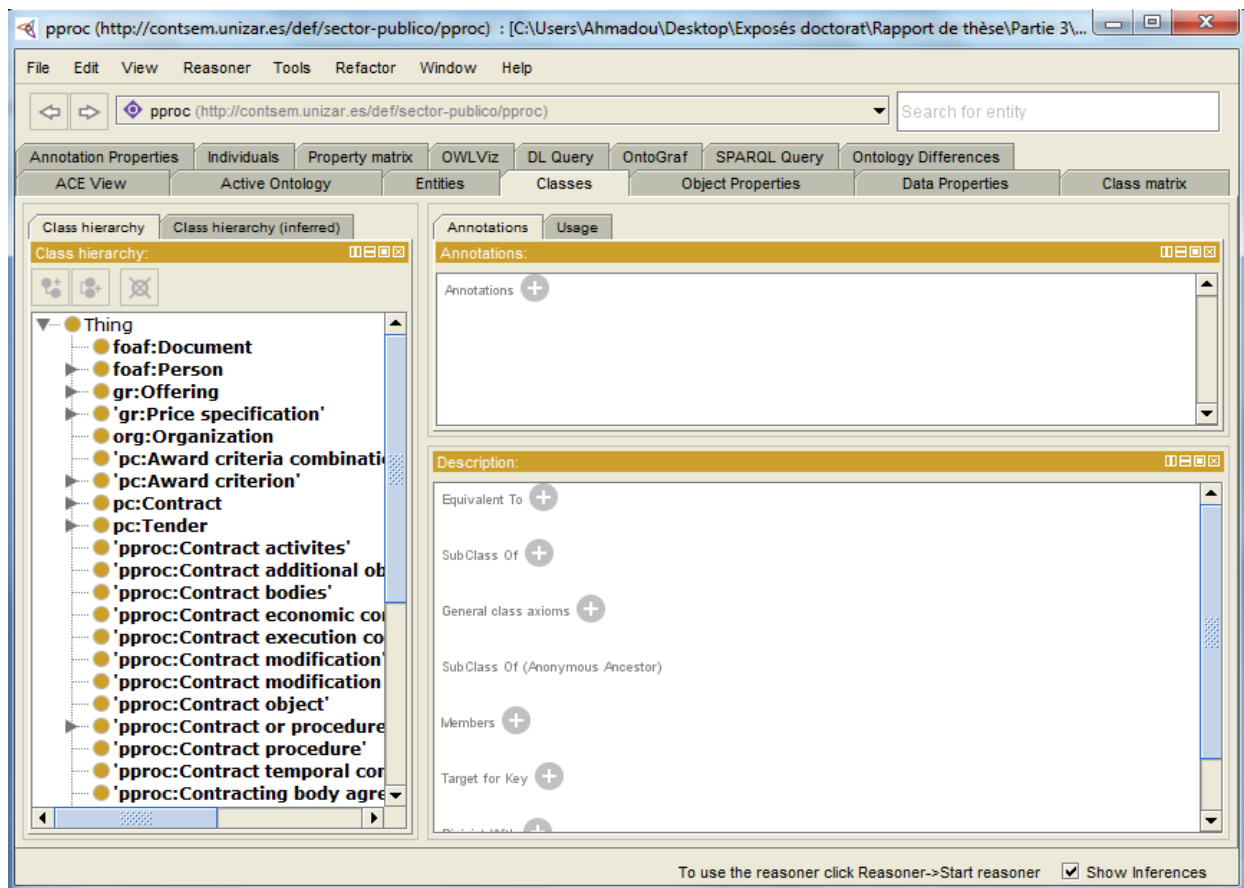 pproc (http://contsem.unizar.es/def/sector-publico/pproc) : [C:\Users\Ahmadou\Desktop\Exposés doctorat\Rapport de thèse\Partie 3\...
File Edit View Reasoner Tools Refactor Window Help
pproc (http://contsem.unizar.es/def/sector-publico/pproc) Search for entity
Annotation Properties Individuals Property matrix OWLViz DL Query OntoGraf SPARQL Query Ontology Differences
ACE View Active Ontology Entities Classes Object Properties Data Properties Class matrix
Class hierarchy Class hierarchy (inferred)
Class hierarchy:
Thing
foaf:Document
foaf:Person
gr:Offering
'gr:Price specification'
org:Organization
'pc:Award criteria combinati
'pc:Award criterion'
pc:Contract
pc:Tender
'pproc:Contract activites'
'pproc:Contract additional ob
'pproc:Contract bodies'
'pproc:Contract economic con
'pproc:Contract execution co
'pproc:Contract modification'
'pproc:Contract modification
'pproc:Contract object'
'pproc:Contract or procedure
'pproc:Contract procedure'
'pproc:Contract temporal con
'pproc:Contracting body agre
Annotations Usage
Annotations:
Annotations
Description:
Equivalent To
SubClass Of
General class axioms
SubClass Of (Anonymous Ancestor)
Members
Target for Key
To use the reasoner click Reasoner->Start reasoner Show Inferences